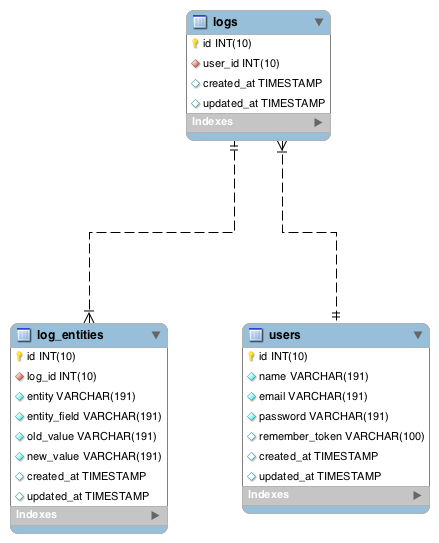 logs
id INT(10)
user_id INT(10)
created_at TIMESTAMP
updated_at TIMESTAMP
Indexes
log_entities
id INT(10)
log_id INT(10)
entity VARCHAR(191)
entity_field VARCHAR(191)
old_value VARCHAR(191)
new_value VARCHAR(191)
created_at TIMESTAMP
updated_at TIMESTAMP
Indexes
users
id INT(10)
name VARCHAR(191)
email VARCHAR(191)
password VARCHAR(191)
remember_token VARCHAR(100)
created_at TIMESTAMP
updated_at TIMESTAMP
Indexes